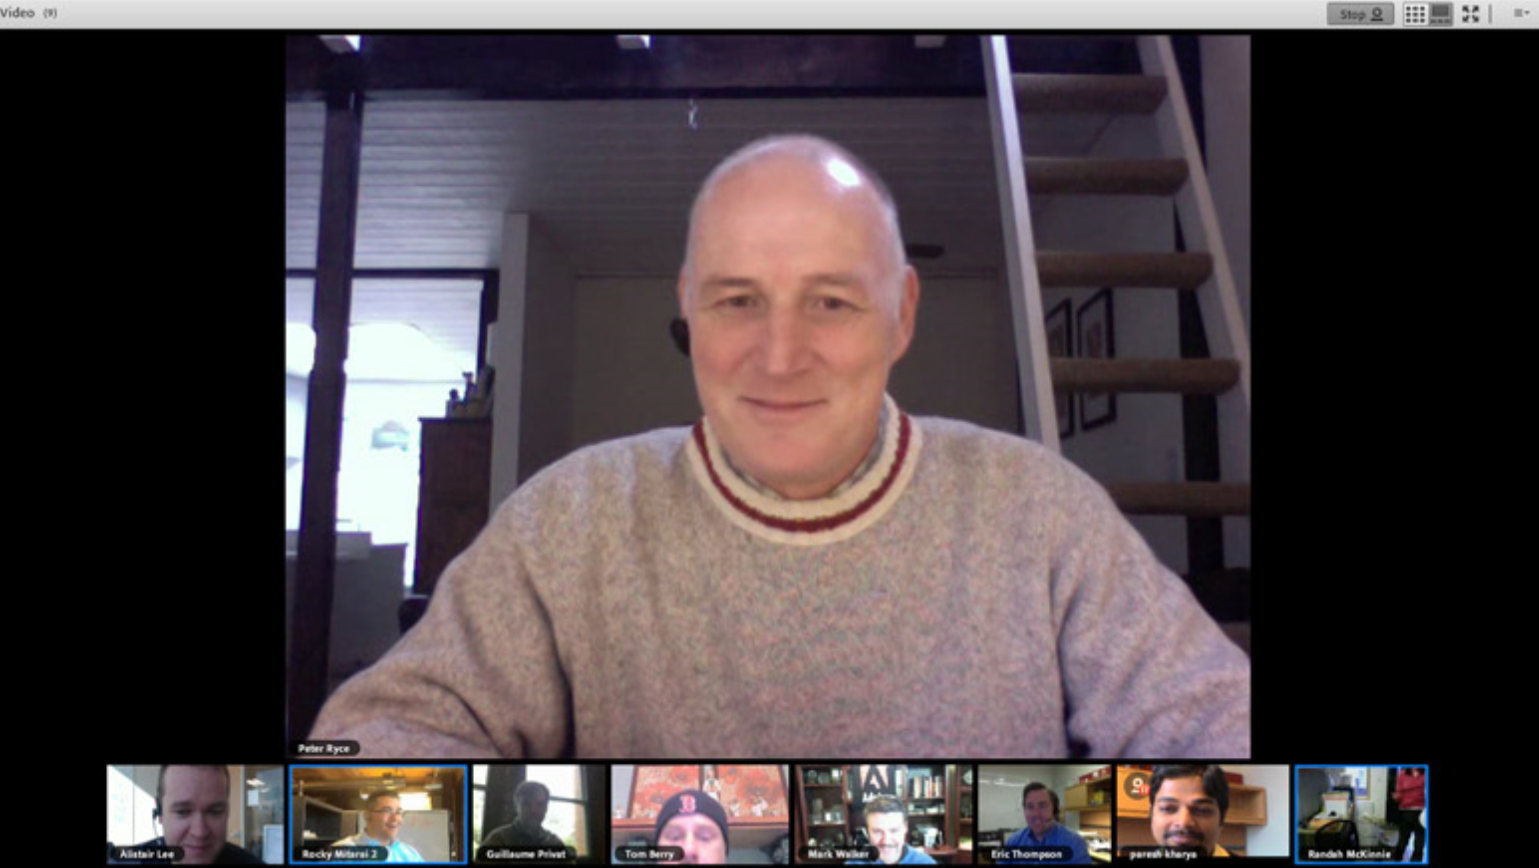 Video (9)
Stop
Peter Ryce
Alistair Lee
Rocky Mitarai 2
Guillaume Privat
Tom Berry
B
Mark Walker
Eric Thompson
paresh kharya
Randah McKinnie